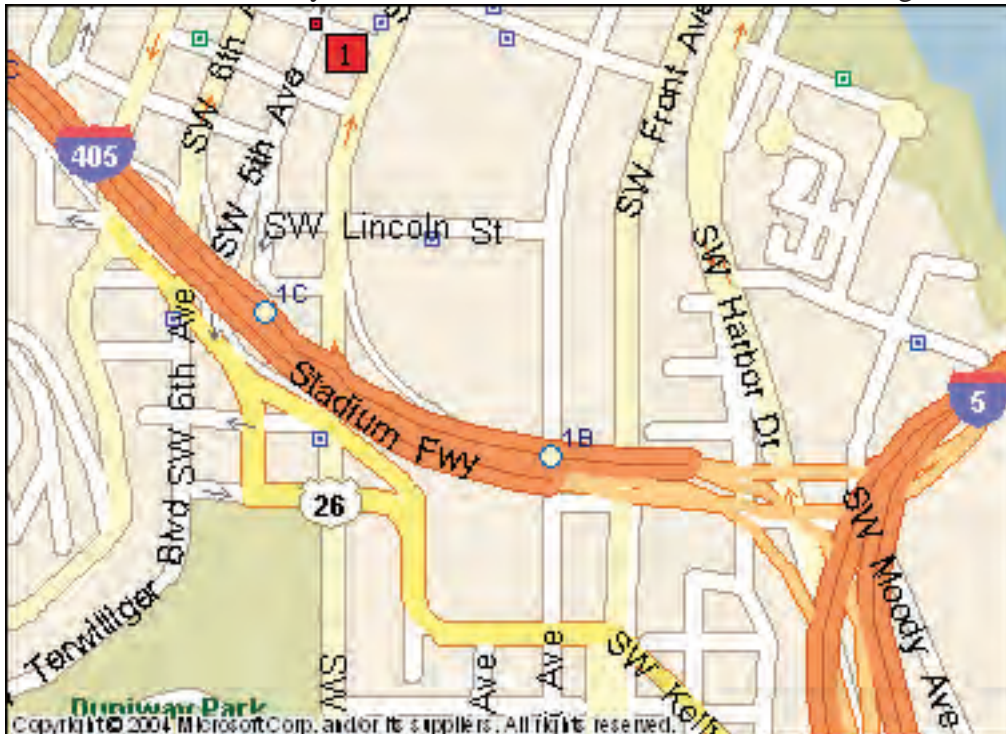 1
SW 6th Ave
SW 5th Ave
SW Front Ave
405
SW Lincoln St
1C
SW Harbor Dr
5
Stadium Fwy
1B
26
Blvd SW 6th Ave
Terwilliger
SW Moody Ave
SW
Ave
Ave
SW Kelly
Duniway Park
Copyright © 2004 Microsoft Corp. and/or its suppliers. All rights reserved.